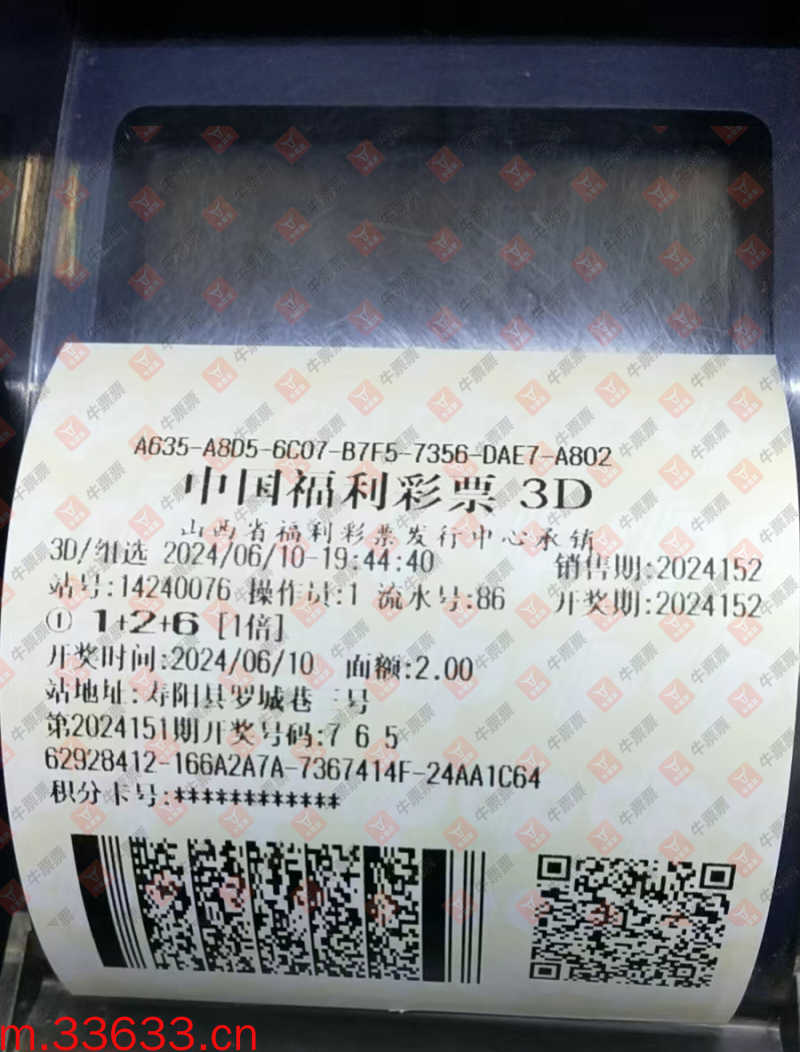 A635-A8D5-6C07-B7F5-7356-DAE7-A802
中国福利彩票 3D
山西省福利彩票发行中心承销
3D/组选 2024/06/10-19:44:40 销售期:2024152
站号:14240076 操作员:1 流水号:86 开奖期:2024152
① 1+2+6 [1倍]
开奖时间:2024/06/10 面额:2.00
站地址:寿阳县罗城巷 号
第2024151期开奖号码:7 6 5
62928412-166A2A7A-7367414F-24AA1C64
积分卡号:************
牛票票
m.33633.cn